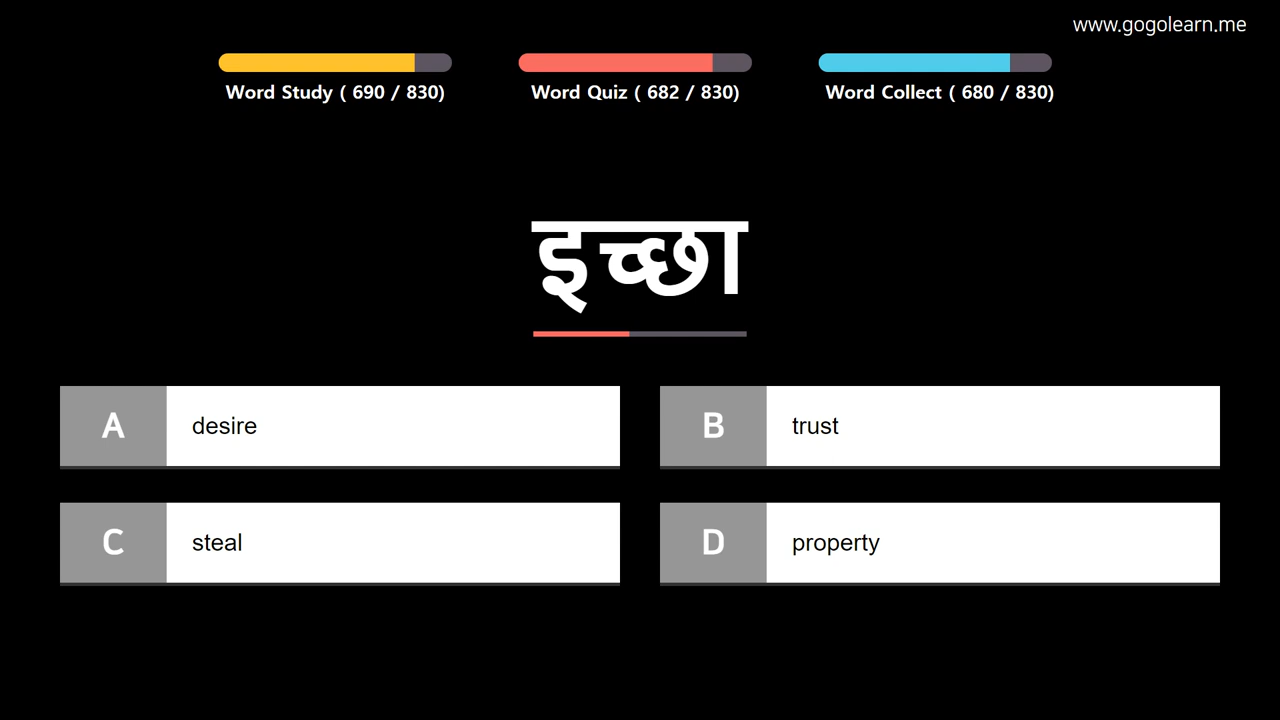 www.gogolearn.me
Word Study ( 690 / 830)
Word Quiz ( 682 / 830)
Word Collect ( 680 / 830)
इच्छा
A desire
B trust
C steal
D property